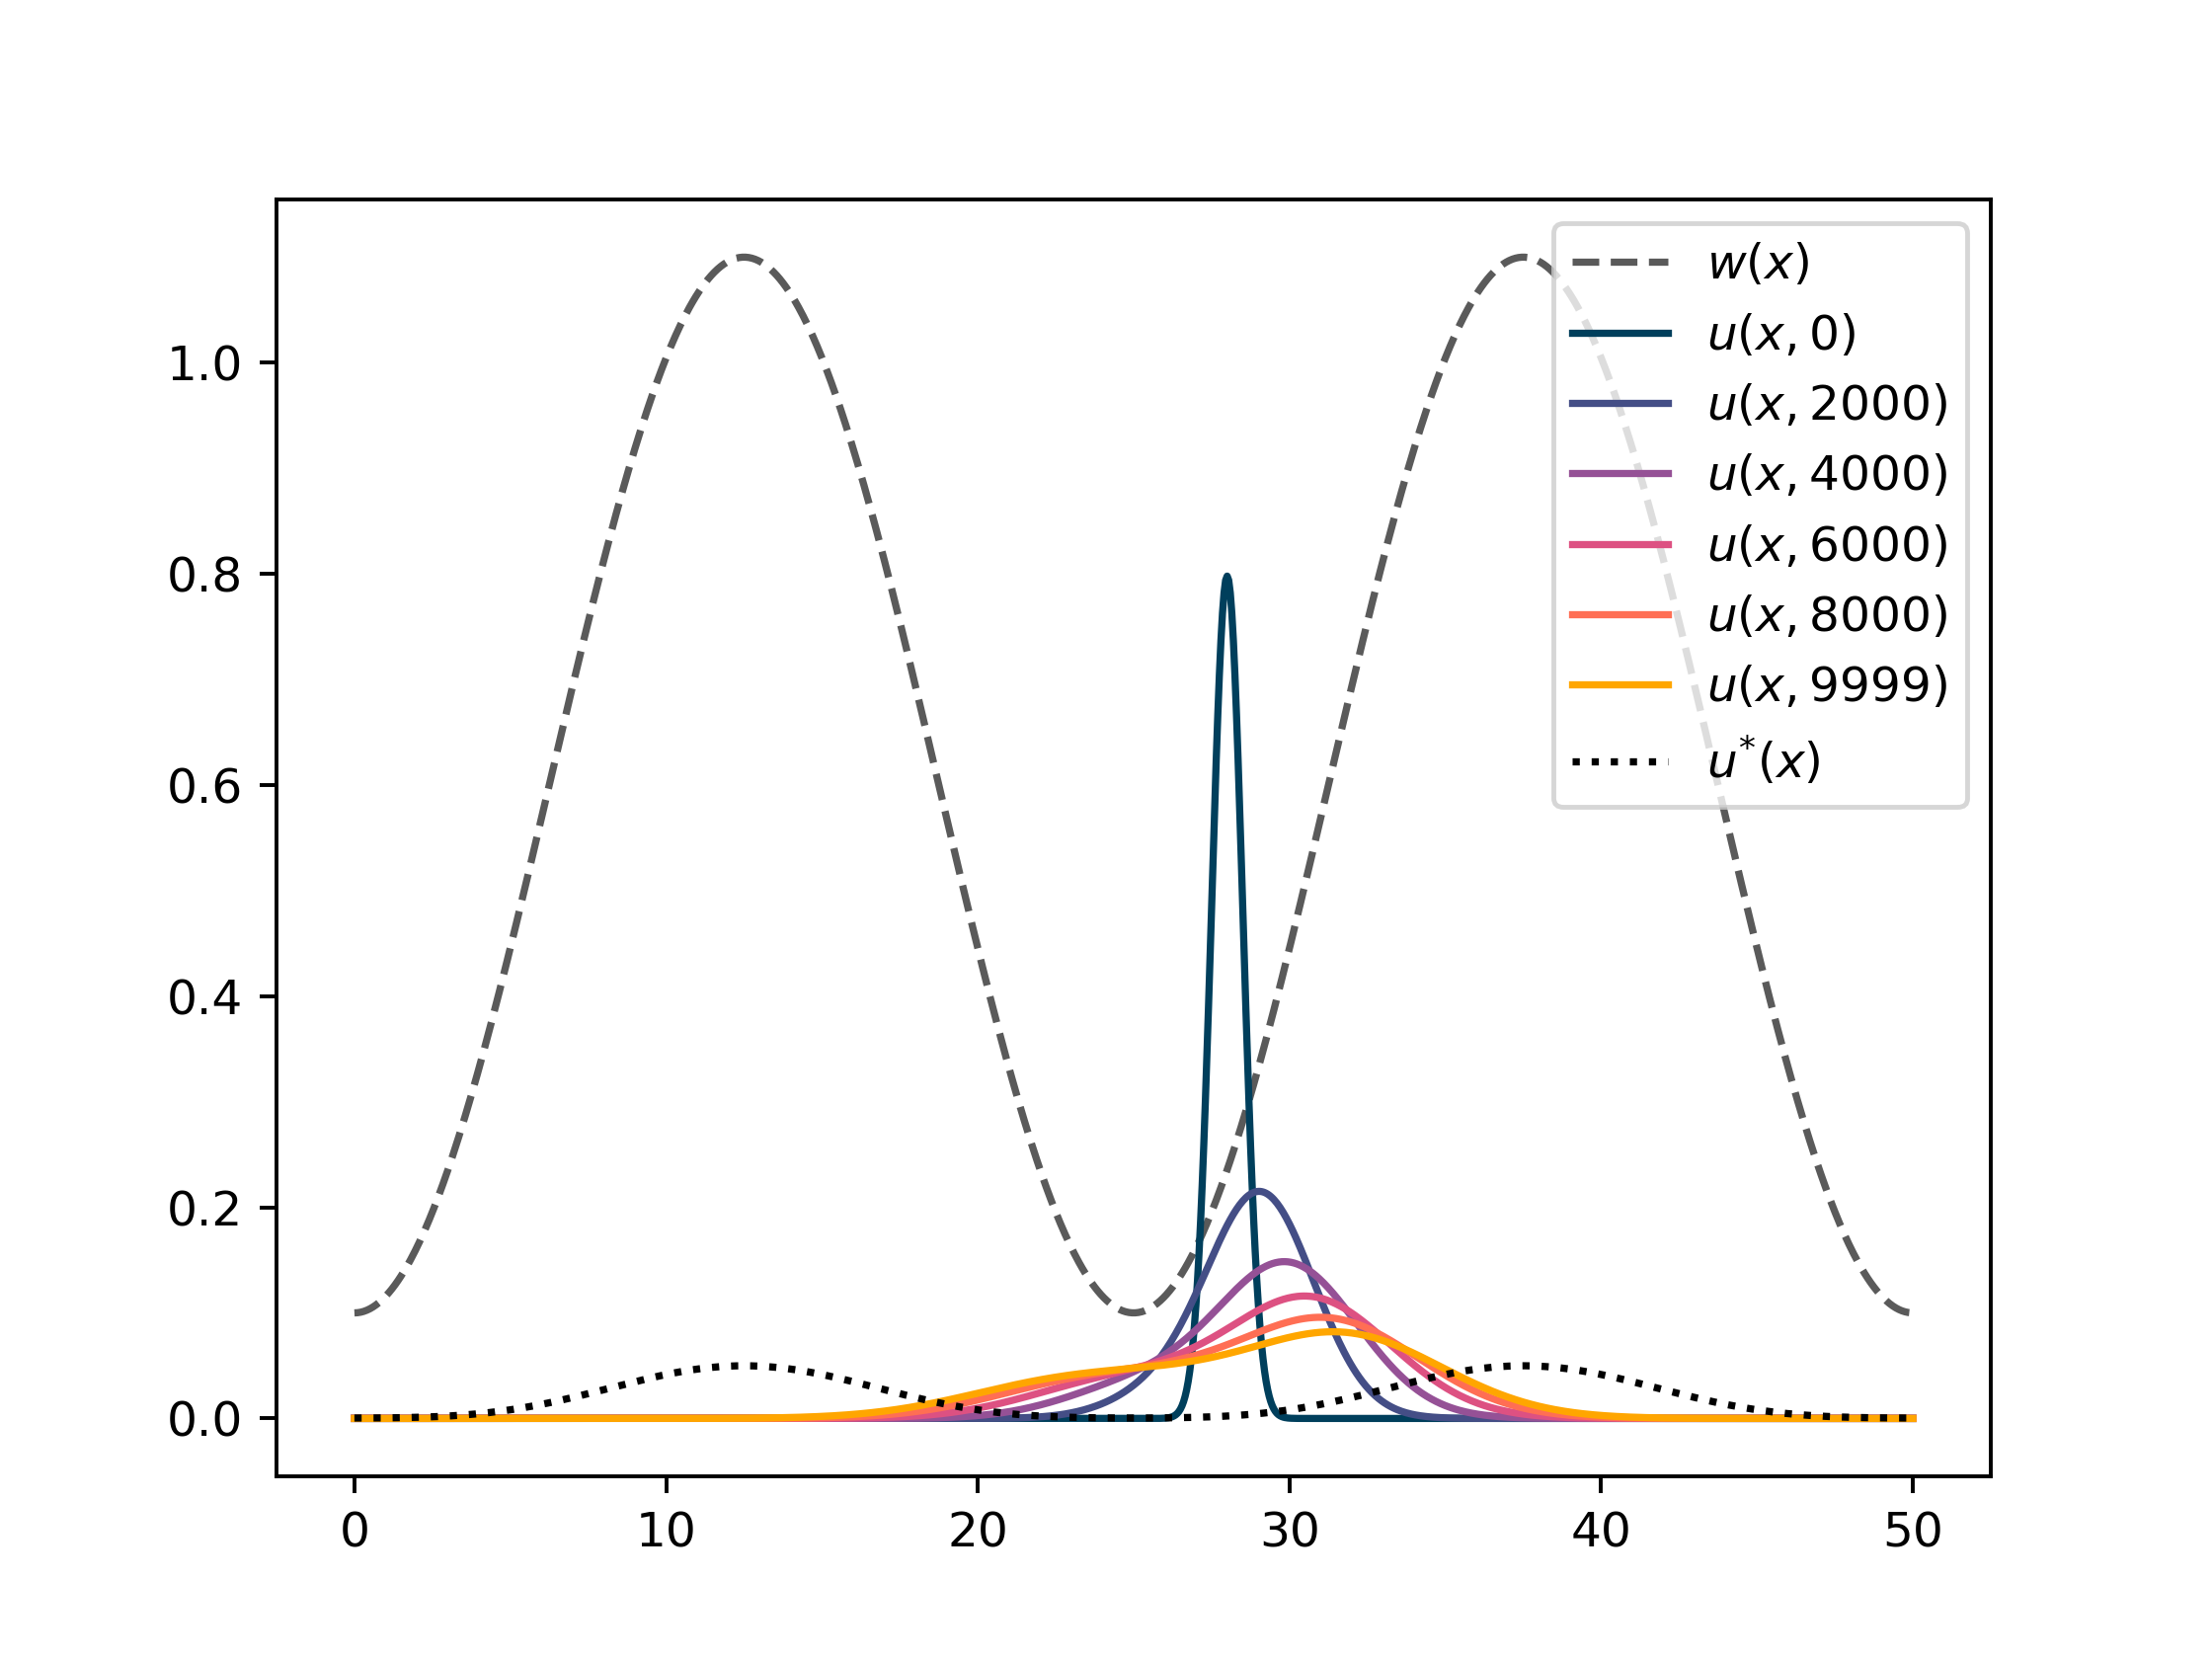 1.0
0.8
0.6
0.4
0.2
0.0
0 10 20 30 40 50
w(x)
u(x, 0)
u(x, 2000)
u(x, 4000)
u(x, 6000)
u(x, 8000)
u(x, 9999)
u*(x)